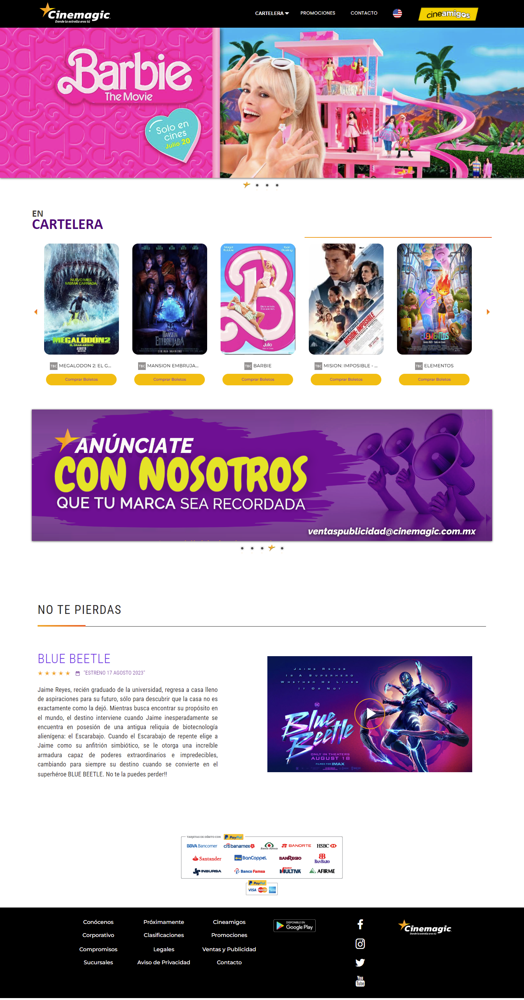 Cinemagic
Donde la estrella eres tú
CARTELERA
PROMOCIONES
CONTACTO
cineamigos
Barbie
The Movie
TM
Solo en
cines
Julio 20
EN
CARTELERA
NUEVO MEG.
MISMA CARNADA.
STATHAM
MEGALODÓN2
EL GRAN ABISMO
AGOSTO
MANSIÓN
EMBRUJADA
27 DE JULIO - SOLO EN CINES
Margot
Robbie
Ryan
Gosling
Ella lo es todo.
Él es solo Ken.
Julio
Solo En Cines
TOM CRUISE
MISIÓN: IMPOSIBLE
SENTENCIA MORTAL
ELEMENTOS
Junio 2023 - Solo en Cines
TBC MEGALODON 2: EL G...
TBC MANSION EMBRUJA...
TBC BARBIE
TBC MISION: IMPOSIBLE - ...
TBC ELEMENTOS
Comprar Boletos
Comprar Boletos
Comprar Boletos
Comprar Boletos
Comprar Boletos
ANÚNCIATE
CON NOSOTROS
QUE TU MARCA SEA RECORDADA
ventaspublicidad@cinemagic.com.mx
NO TE PIERDAS
BLUE BEETLE
"ESTRENO 17 AGOSTO 2023"
Jaime Reyes, recién graduado de la universidad, regresa a casa lleno
de aspiraciones para su futuro, sólo para descubrir que la casa no es
exactamente como la dejó. Mientras busca encontrar su propósito en
el mundo, el destino interviene cuando Jaime inesperadamente se
encuentra en posesión de una antigua reliquia de biotecnología
alienígena: el Escarabajo. Cuando el Escarabajo de repente elige a
Jaime como su anfitrión simbiótico, se le otorga una increíble
armadura capaz de poderes extraordinarios e impredecibles,
cambiando para siempre su destino cuando se convierte en el
superhéroe BLUE BEETLE. No te la puedes perder!!
JAIME REYES
IS A SUPERHERO
WHETHER HE LIKES
IT OR NOT
DC
Blue
Beetle
ONLY IN THEATERS
AUGUST 18
FILMED FOR IMAX
TARJETAS DE DÉBITO CON PayPal
BBVA Bancomer
citibanamex
Banco Azteca
BANORTE
HSBC
Santander
BanCoppel
BANREGIO
BANBAJIO
INBURSA
Banco Famsa
BANCO
MULTIVA
AFIRME
PayPal
VISA
MasterCard
Conócenos
Próximamente
Cineamigos
Corporativo
Clasificaciones
Promociones
Compromisos
Legales
Ventas y Publicidad
Sucursales
Aviso de Privacidad
Contacto
DISPONIBLE EN
Google Play
You
Tube
Cinemagic
Donde la estrella eres tú